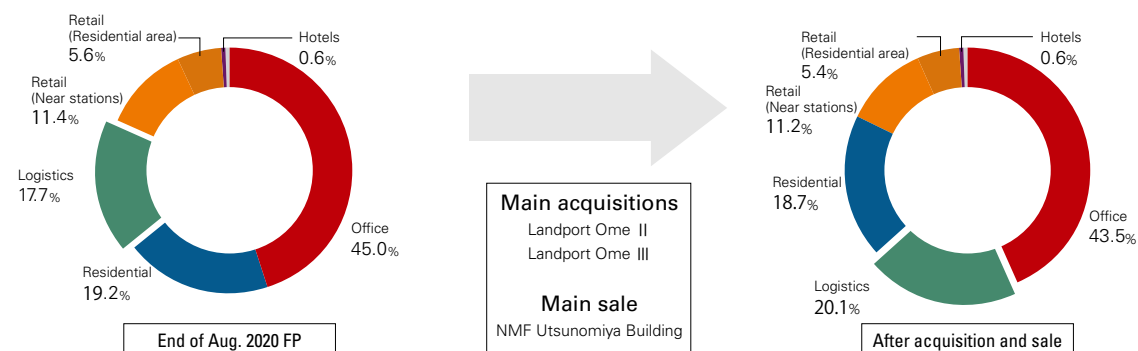 Retail
(Residential area)
5.6%
Hotels
0.6%
Retail
(Near stations)
11.4%
Logistics
17.7%
Office
45.0%
Residential
19.2%
End of Aug. 2020 FP
Main acquisitions
Landport Ome II
Landport Ome III
Main sale
NMF Utsunomiya Building
Retail
(Residential area)
5.4%
Hotels
0.6%
Retail
(Near stations)
11.2%
Residential
18.7%
Office
43.5%
Logistics
20.1%
After acquisition and sale